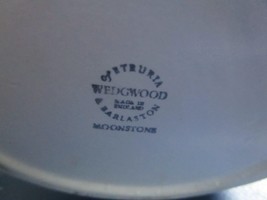 of ETRURIA
WEDGWOOD
MADE IN
ENGLAND
& BARLASTON
MOONSTONE